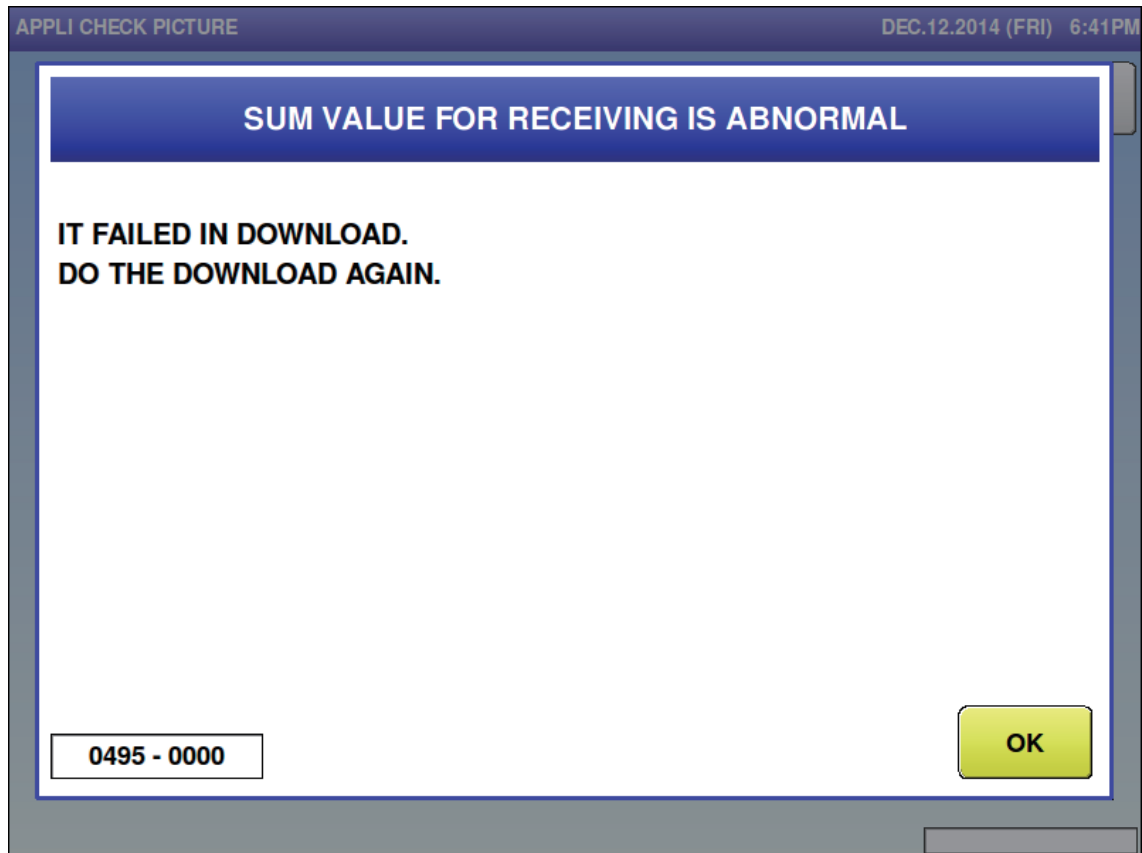 APPLI CHECK PICTURE DEC.12.2014 (FRI) 6:41PM
SUM VALUE FOR RECEIVING IS ABNORMAL
IT FAILED IN DOWNLOAD.
DO THE DOWNLOAD AGAIN.
0495 - 0000 OK